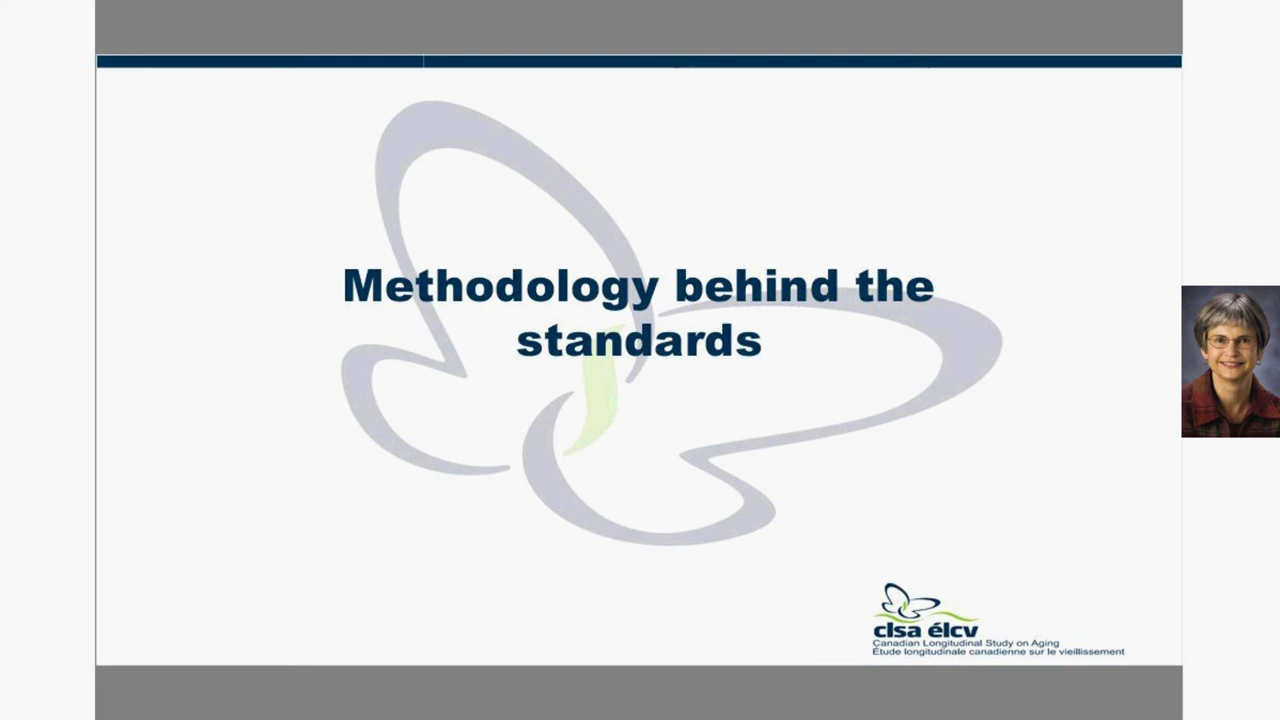 Methodology behind the
standards
clsa élcv
Canadian Longitudinal Study on Aging
Étude longitudinale canadienne sur le vieillissement